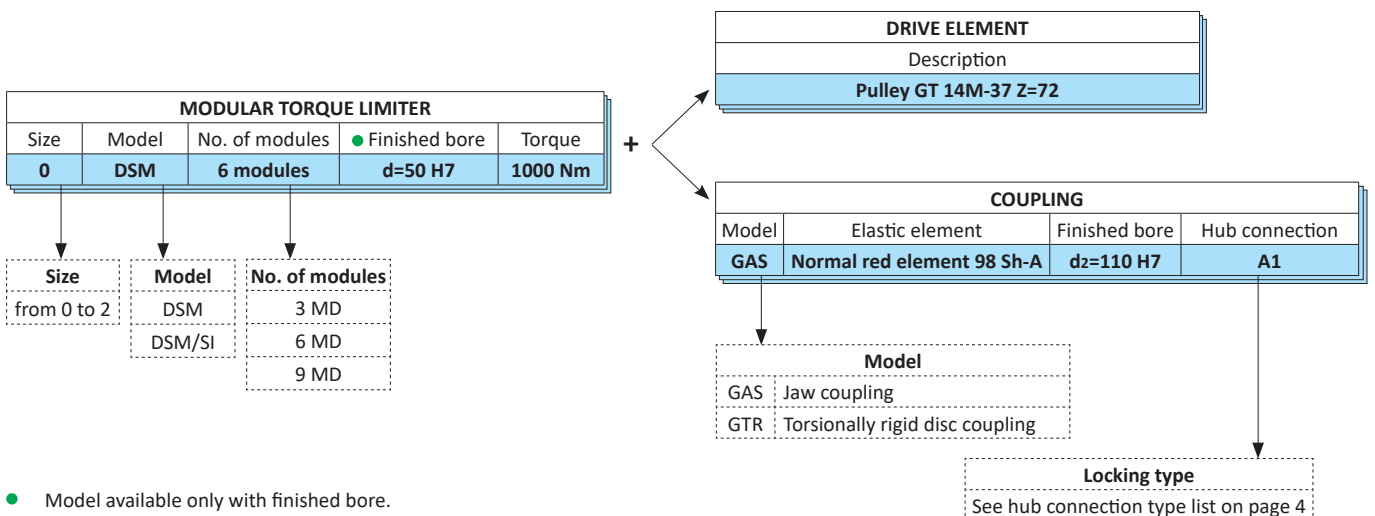 DRIVE ELEMENT
Description
Pulley GT 14M-37 Z=72
MODULAR TORQUE LIMITER
Size Model No. of modules Finished bore Torque
0 DSM 6 modules d=50 H7 1000 Nm
+
COUPLING
Model Elastic element Finished bore Hub connection
GAS Normal red element 98 Sh-A d2=110 H7 A1
Size Model No. of modules
from 0 to 2 DSM 3 MD
DSM/SI 6 MD
9 MD
Model
GAS Jaw coupling
GTR Torsionally rigid disc coupling
Locking type
See hub connection type list on page 4
Model available only with finished bore.